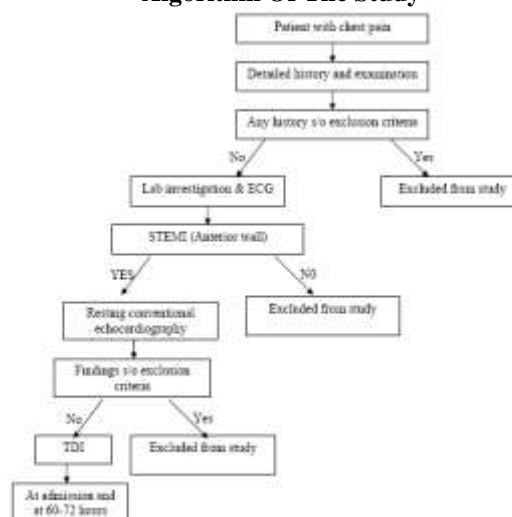 Algorithm Of The Study
Patient with chest pain
Detailed history and examination
Any history s/o exclusion criteria
No
Yes
Lab investigation & ECG
Excluded from study
STEMI (Anterior wall)
YES
N0
Resting conventional
echocardiography
Excluded from study
Findings s/o exclusion
criteria
No
Yes
TDI
Excluded from study
At admission and
at 60-72 hours